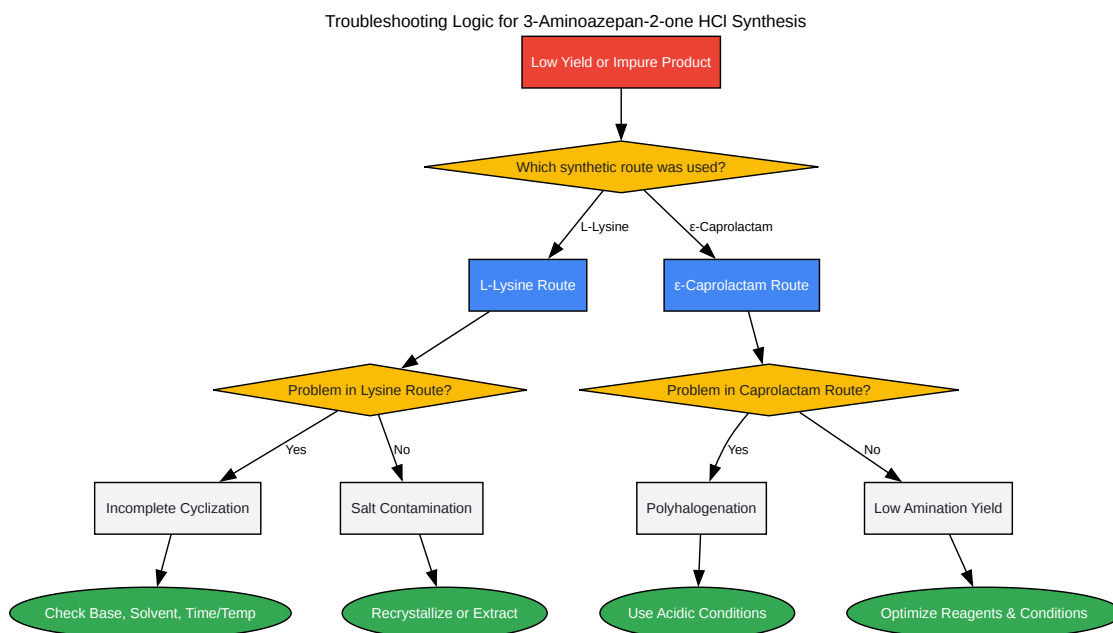 Troubleshooting Logic for 3-Aminoazepan-2-one HCl Synthesis
Low Yield or Impure Product
Which synthetic route was used?
L-Lysine
ε-Caprolactam
L-Lysine Route
ε-Caprolactam Route
Problem in Lysine Route?
Problem in Caprolactam Route?
Yes
No
Yes
No
Incomplete Cyclization
Salt Contamination
Polyhalogenation
Low Amination Yield
Check Base, Solvent, Time/Temp
Recrystallize or Extract
Use Acidic Conditions
Optimize Reagents & Conditions